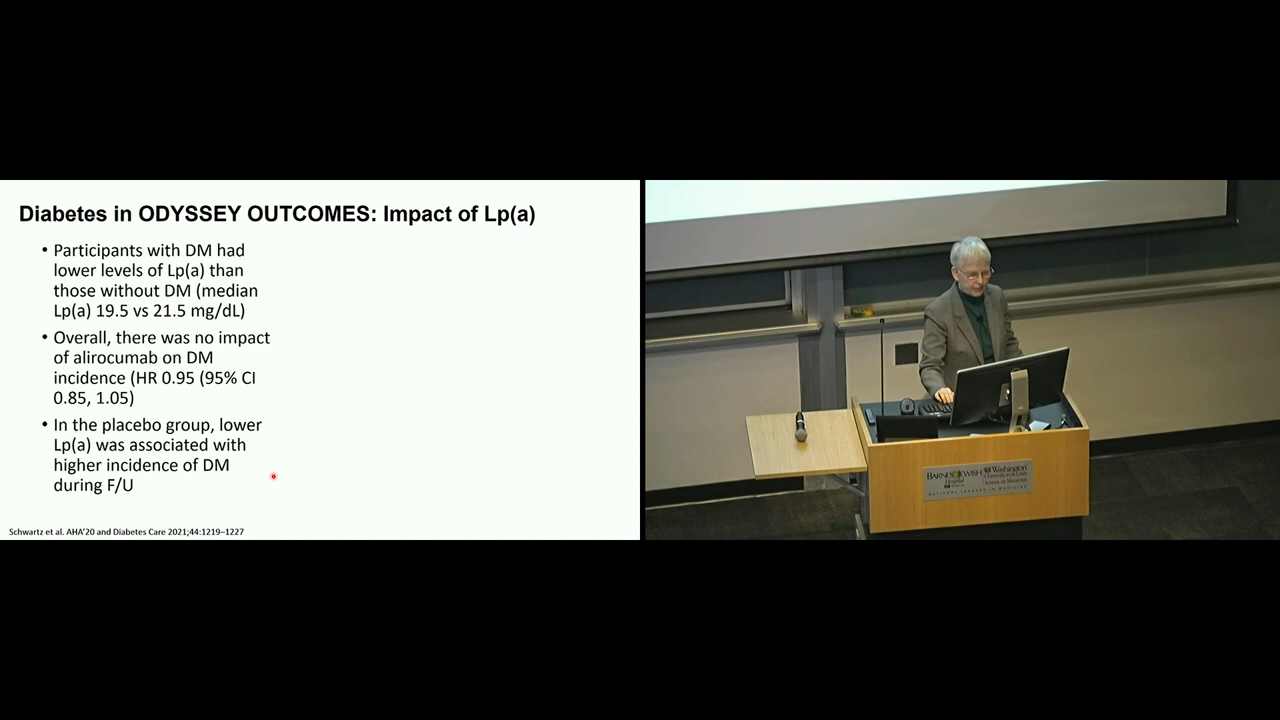 Diabetes in ODYSSEY OUTCOMES: Impact of Lp(a)
• Participants with DM had
lower levels of Lp(a) than
those without DM (median
Lp(a) 19.5 vs 21.5 mg/dL)
• Overall, there was no impact
of alirocumab on DM
incidence (HR 0.95 (95% CI
0.85, 1.05)
• In the placebo group, lower
Lp(a) was associated with
higher incidence of DM
during F/U
Schwartz et al. AHA'20 and Diabetes Care 2021;44:1219–1227
BARNES JEWISH
Hospital
Washington
University in St. Louis
School of Medicine
NATIONAL LEADERS IN MEDICINE